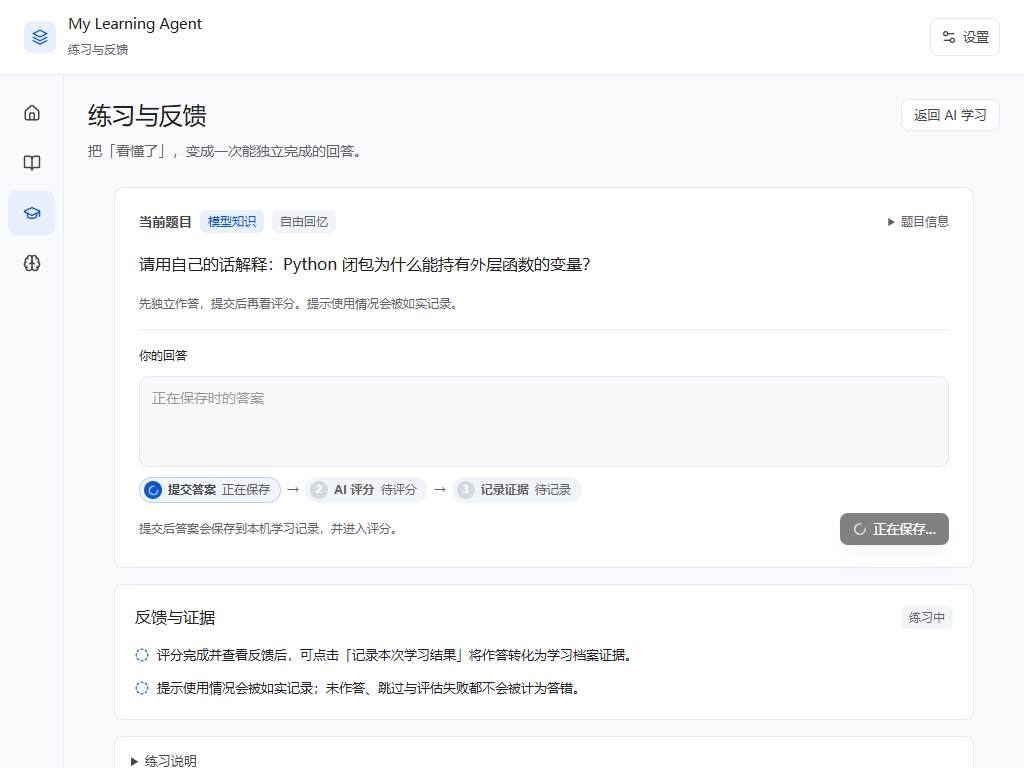 My Learning Agent
练习与反馈
设置
练习与反馈
返回 AI 学习
把「看懂了」，变成一次能独立完成的回答。
当前题目 模型知识 自由回忆
▶ 题目信息
请用自己的话解释：Python 闭包为什么能持有外层函数的变量？
先独立作答，提交后再看评分。提示使用情况会被如实记录。
你的回答
正在保存时的答案
提交答案 正在保存 → 2 AI 评分 待评分 → 3 记录证据 待记录
提交后答案会保存到本机学习记录，并进入评分。
正在保存...
反馈与证据
练习中
评分完成并查看反馈后，可点击「记录本次学习结果」将作答转化为学习档案证据。
提示使用情况会被如实记录；未作答、跳过与评估失败都不会被计为答错。
▶ 练习说明